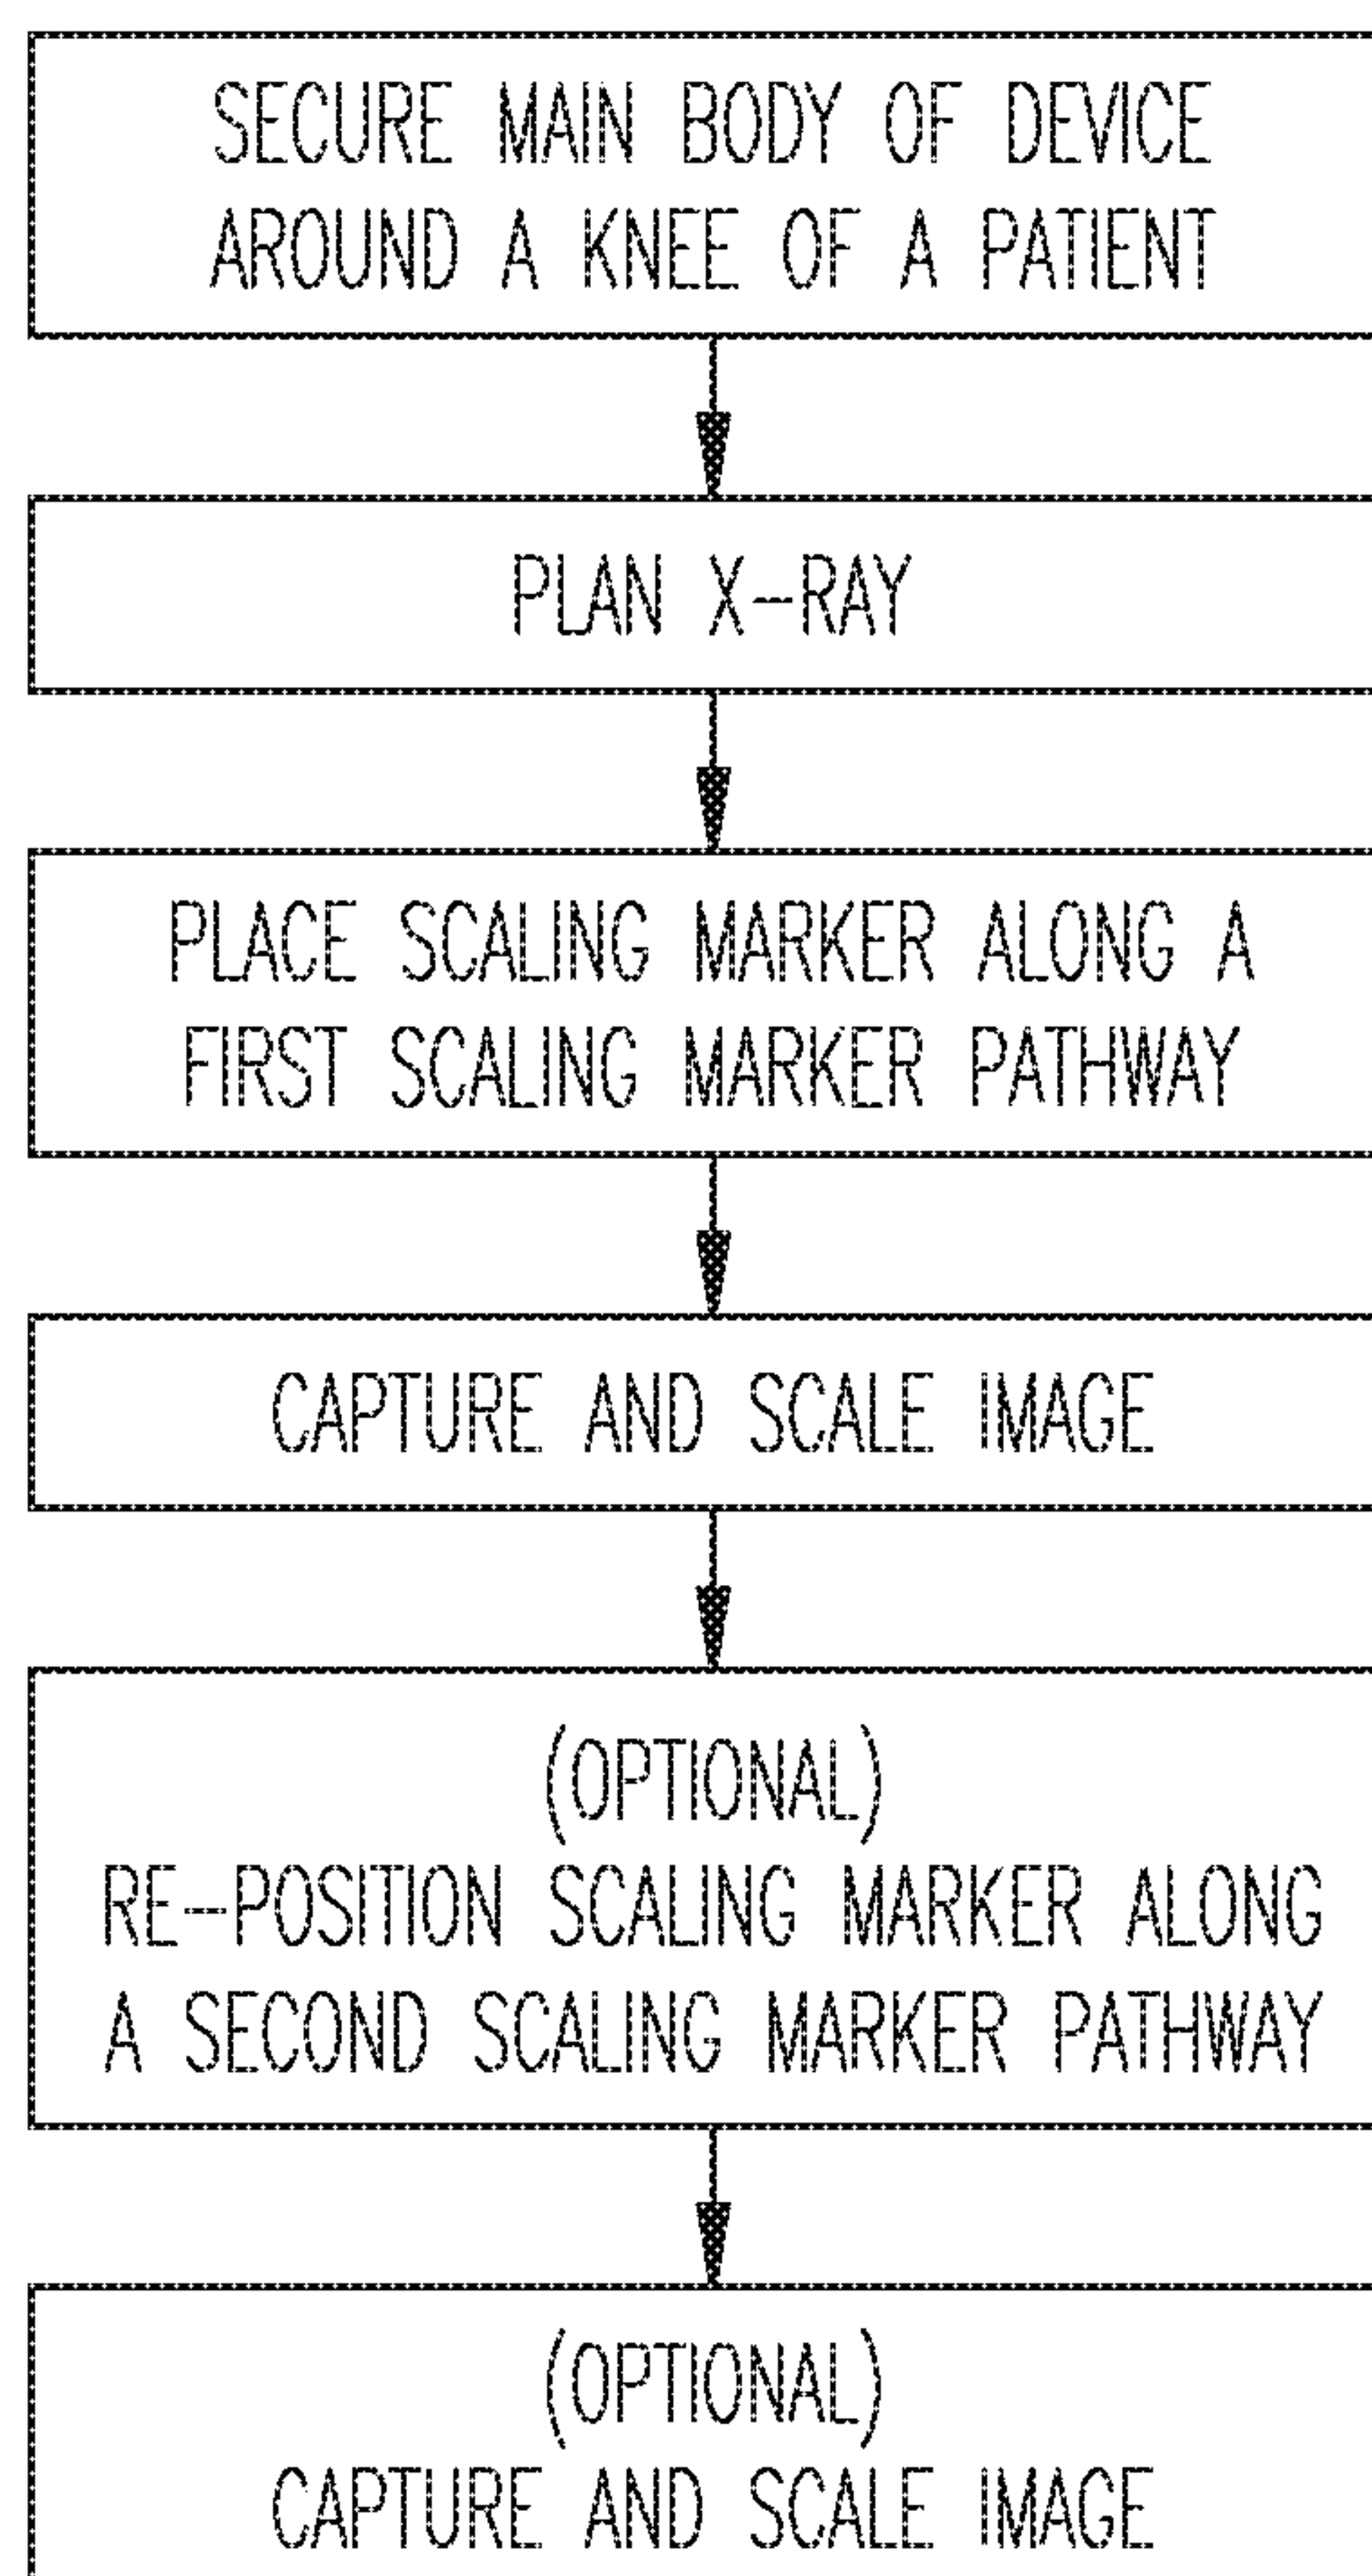 SECURE MAIN BODY OF DEVICE
AROUND A KNEE OF A PATIENT
PLAN X-RAY
PLACE SCALING MARKER ALONG A
FIRST SCALING MARKER PATHWAY
CAPTURE AND SCALE IMAGE
(OPTIONAL)
RE-POSITION SCALING MARKER ALONG
A SECOND SCALING MARKER PATHWAY
(OPTIONAL)
CAPTURE AND SCALE IMAGE